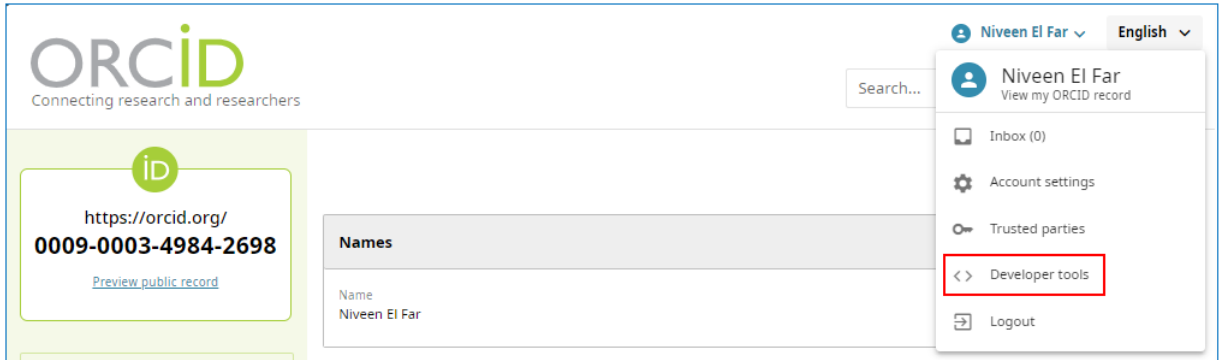 ORCiD
Connecting research and researchers
Niveen El Far
English
Search...
Niveen El Far
View my ORCID record
Inbox (0)
Account settings
Trusted parties
<> Developer tools
Logout
iD
https://orcid.org/
0009-0003-4984-2698
Preview public record
Names
Name
Niveen El Far